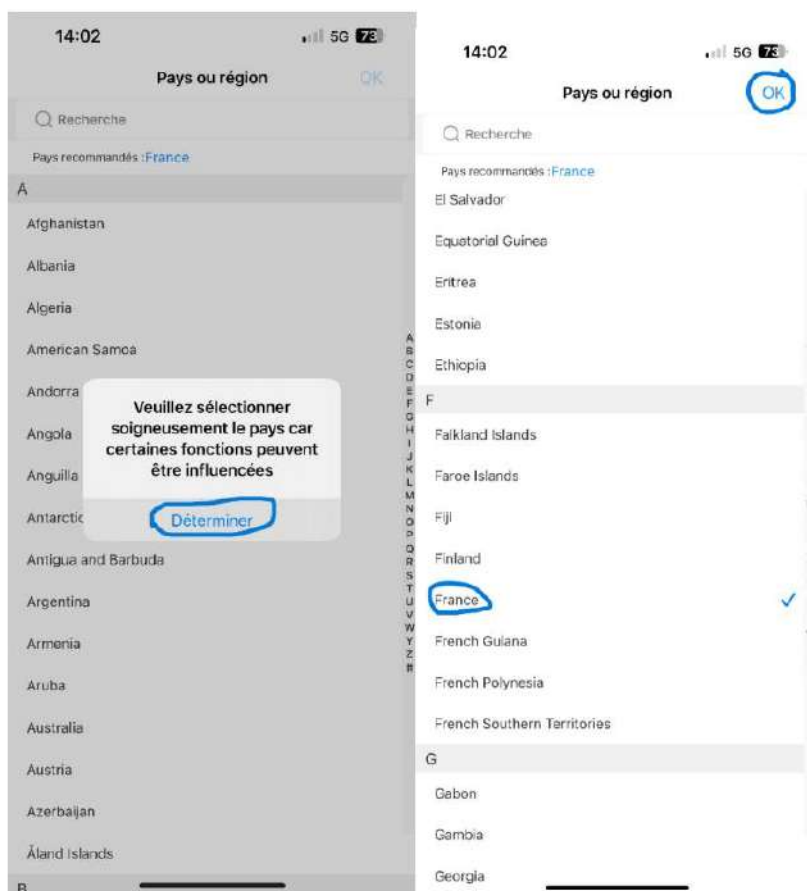 14:02
5G 73
Pays ou région
OK
Recherche
Pays recommandés :France
A
Afghanistan
Albania
Algeria
American Samoa
Andorra
Angola
Anguilla
Antarctic
Antigua and Barbuda
Argentina
Armenia
Aruba
Australia
Austria
Azerbaijan
Åland Islands
B
Veuillez sélectionner
soigneusement le pays car
certaines fonctions peuvent
être influencées
Déterminer
A
B
C
D
E
F
G
H
I
J
K
L
M
N
O
P
Q
R
S
T
U
V
W
Y
Z
#
14:02
5G 73
Pays ou région
OK
Recherche
Pays recommandés :France
El Salvador
Equatorial Guinea
Eritrea
Estonia
Ethiopia
F
Falkland Islands
Faroe Islands
Fiji
Finland
France
French Guiana
French Polynesia
French Southern Territories
G
Gabon
Gambia
Georgia